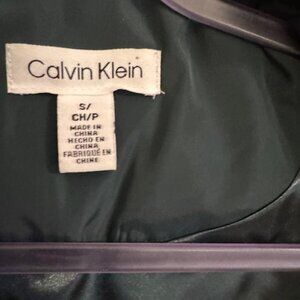 Calvin Klein
S/
CH/P
MADE IN
CHINA
HECHO EN
CHINA
FABRIQUÉ EN
CHINE